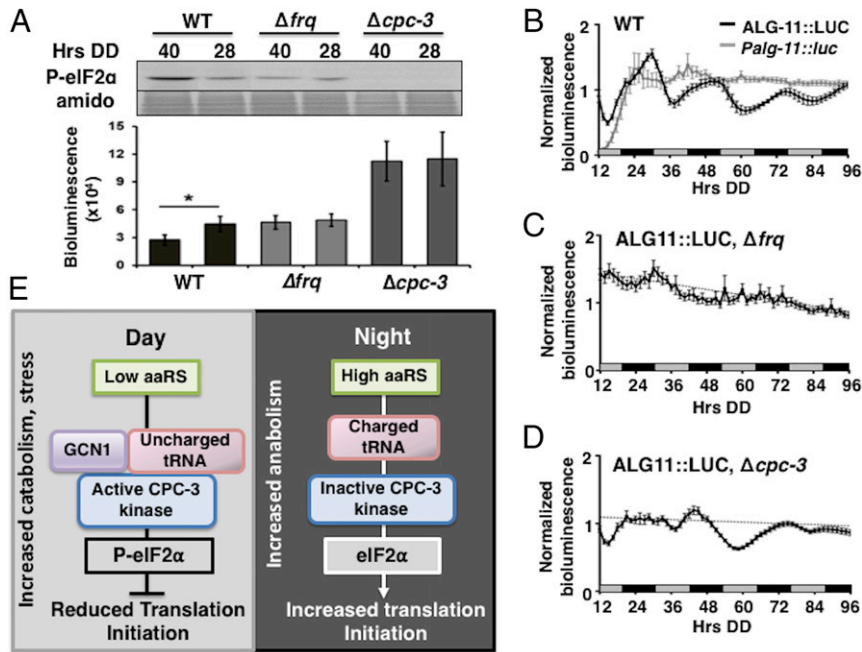 A
WT Δfrq Δcpc-3
Hrs DD 40 28 40 28 40 28
P-eIF2α
amido
Bioluminescence
(x10⁴)
15
12
9
6
3
0
*
WT Δfrq Δcpc-3
B
WT
ALG-11::LUC
Palg-11::luc
Normalized
bioluminescence
2
1
0
12 24 36 48 60 72 84 96
Hrs DD
C
ALG11::LUC, Δfrq
Normalized
bioluminescence
2
1
0
12 24 36 48 60 72 84 96
Hrs DD
D
ALG11::LUC, Δcpc-3
Normalized
bioluminescence
2
1
0
12 24 36 48 60 72 84 96
Hrs DD
E
Increased catabolism, stress
Day
Low aaRS
GCN1
Uncharged
tRNA
Active CPC-3
kinase
P-eIF2α
Reduced Translation
Initiation
Increased anabolism
Night
High aaRS
Charged
tRNA
Inactive CPC-3
kinase
eIF2α
Increased translation
Initiation